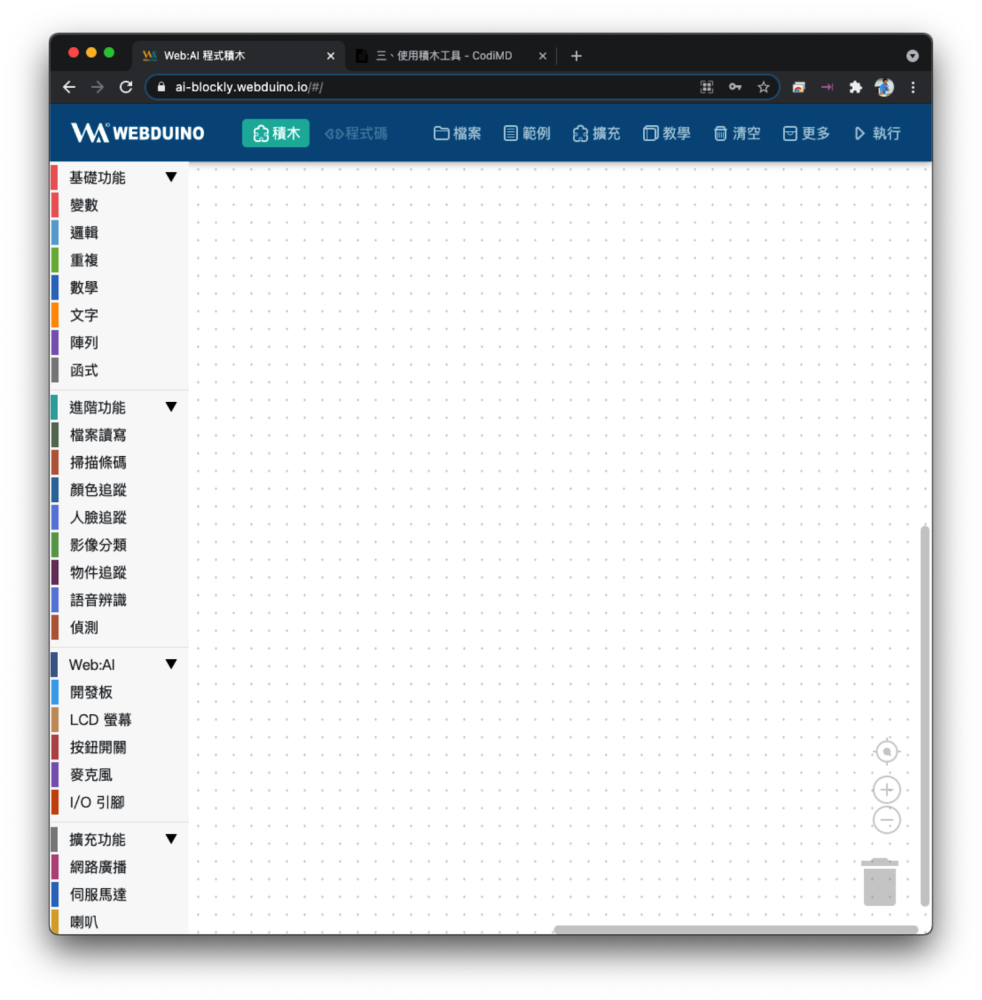 Web:AI 程式積木
三、使用積木工具 - CodiMD
ai-blockly.webduino.io/#/
WEBDUINO
積木
程式碼
檔案
範例
擴充
教學
清空
更多
執行
基礎功能
變數
邏輯
重複
數學
文字
陣列
函式
進階功能
檔案讀寫
掃描條碼
顏色追蹤
人臉追蹤
影像分類
物件追蹤
語音辨識
偵測
Web:AI
開發板
LCD 螢幕
按鈕開關
麥克風
I/O 引腳
擴充功能
網路廣播
伺服馬達
喇叭